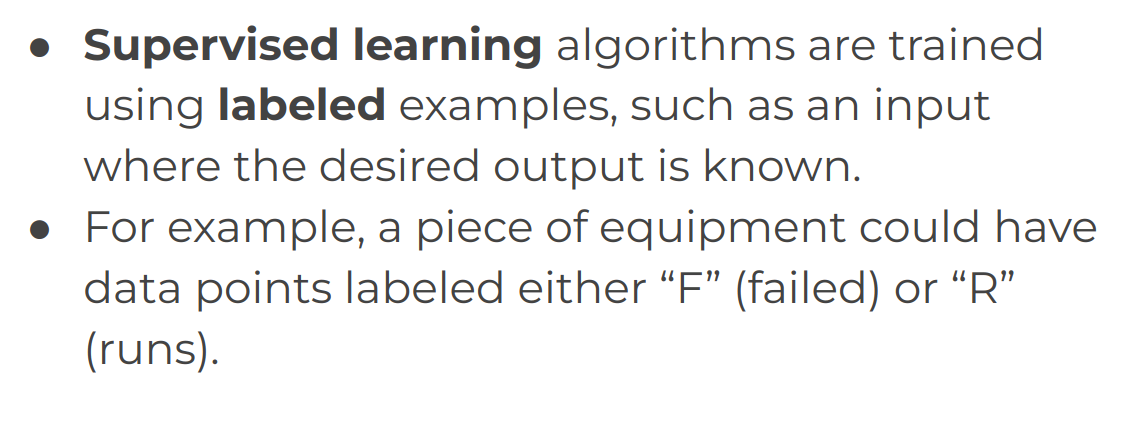 ● Supervised learning algorithms are trained
using labeled examples, such as an input
where the desired output is known.
● For example, a piece of equipment could have
data points labeled either “F” (failed) or “R”
(runs).